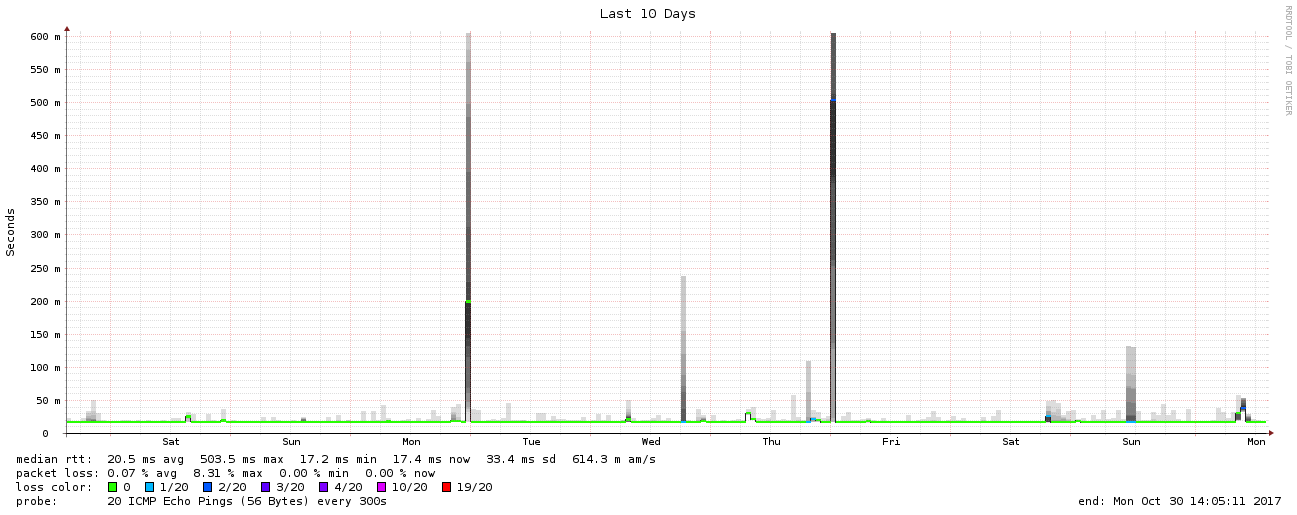 Last 10 Days
RRDTOOL / TOBI OETIKER
Seconds
600 m
550 m
500 m
450 m
400 m
350 m
300 m
250 m
200 m
150 m
100 m
50 m
0
Sat Sun Mon Tue Wed Thu Fri Sat Sun Mon
median rtt: 20.5 ms avg 503.5 ms max 17.2 ms min 17.4 ms now 33.4 ms sd 614.3 m am/s
packet loss: 0.07 % avg 8.31 % max 0.00 % min 0.00 % now
loss color: 0 1/20 2/20 3/20 4/20 10/20 19/20
probe: 20 ICMP Echo Pings (56 Bytes) every 300s end: Mon Oct 30 14:05:11 2017